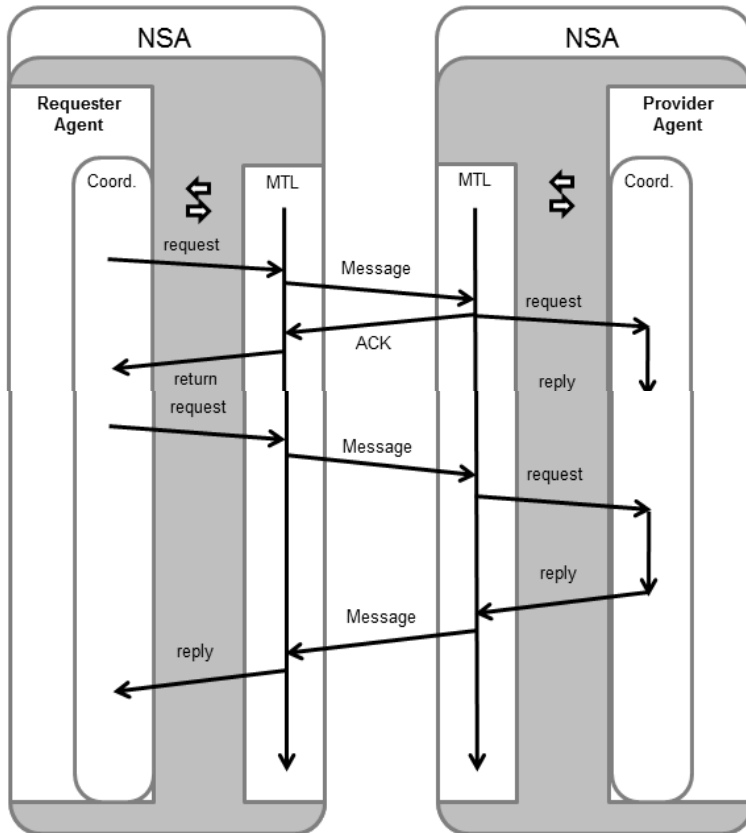 NSA
NSA
Requester
Agent
Provider
Agent
Coord.
MTL
MTL
Coord.
request
Message
request
ACK
return
reply
request
Message
request
reply
Message
reply